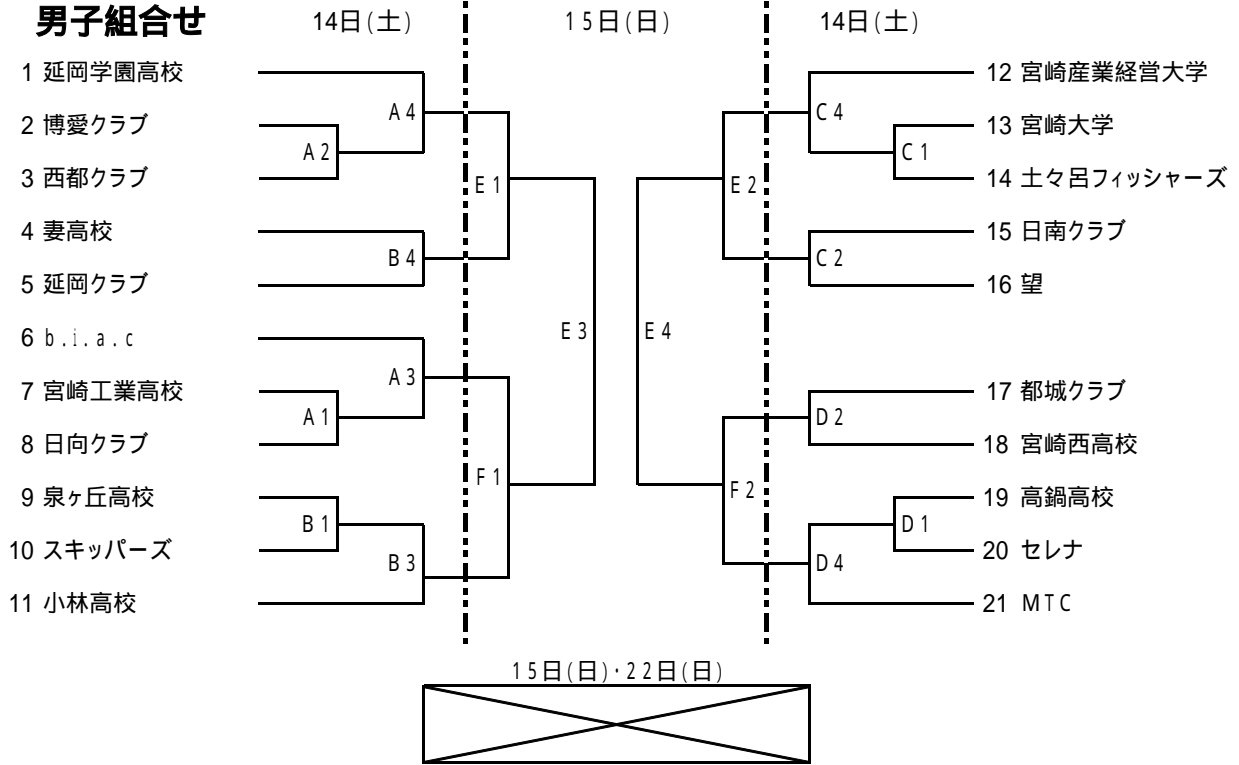 男子組合せ 14日(土) 15日(日) 14日(土)
1 延岡学園高校 12 宮崎産業経営大学
A4 C4
2 博愛クラブ 13 宮崎大学
A2 C1
3 西都クラブ 14 土々呂フィッシャーズ
E1 E2
4 妻高校 15 日南クラブ
B4 C2
5 延岡クラブ 16 望
6 b.i.a.c E3 E4
A3
7 宮崎工業高校 17 都城クラブ
A1 D2
8 日向クラブ 18 宮崎西高校
F1 F2
9 泉ヶ丘高校 19 高鍋高校
B1 D1
10 スキッパーズ 20 セレナ
B3 D4
11 小林高校 21 MTC
15日(日)・22日(日)